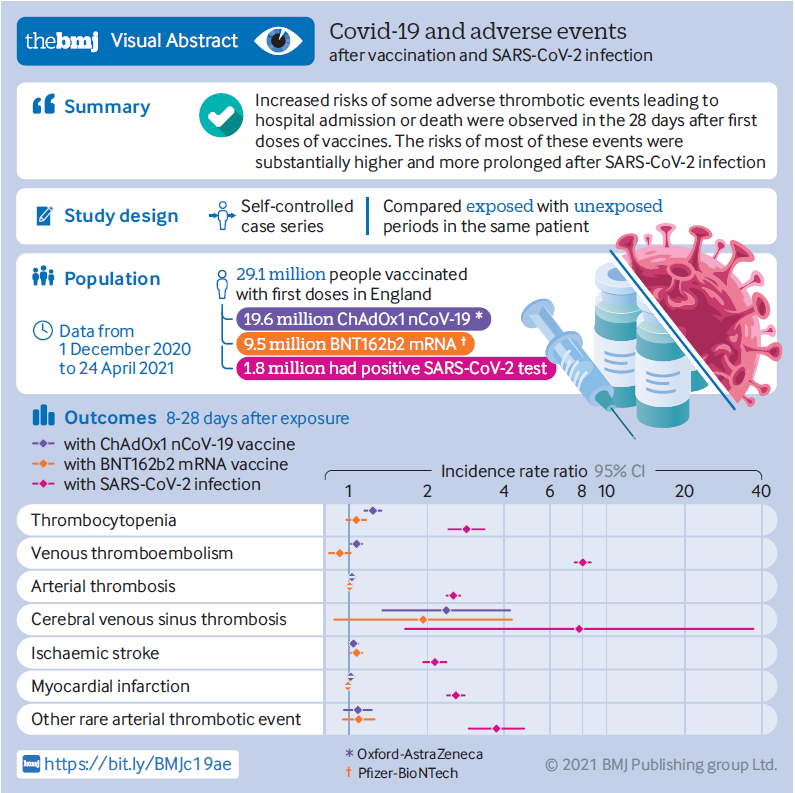 thebmj Visual Abstract
Covid-19 and adverse events
after vaccination and SARS-CoV-2 infection
Summary
Increased risks of some adverse thrombotic events leading to
hospital admission or death were observed in the 28 days after first
doses of vaccines. The risks of most of these events were
substantially higher and more prolonged after SARS-CoV-2 infection
Study design
Self-controlled
case series
Compared exposed with unexposed
periods in the same patient
Population
Data from
1 December 2020
to 24 April 2021
29.1 million people vaccinated
with first doses in England
19.6 million ChAdOx1 nCoV-19 *
9.5 million BNT162b2 mRNA †
1.8 million had positive SARS-CoV-2 test
Outcomes 8-28 days after exposure
with ChAdOx1 nCoV-19 vaccine
with BNT162b2 mRNA vaccine
with SARS-CoV-2 infection
Incidence rate ratio 95% CI
1 2 4 6 8 10 20 40
Thrombocytopenia
Venous thromboembolism
Arterial thrombosis
Cerebral venous sinus thrombosis
Ischaemic stroke
Myocardial infarction
Other rare arterial thrombotic event
thebmj https://bit.ly/BMJc19ae
* Oxford-AstraZeneca
† Pfizer-BioNTech
© 2021 BMJ Publishing group Ltd.